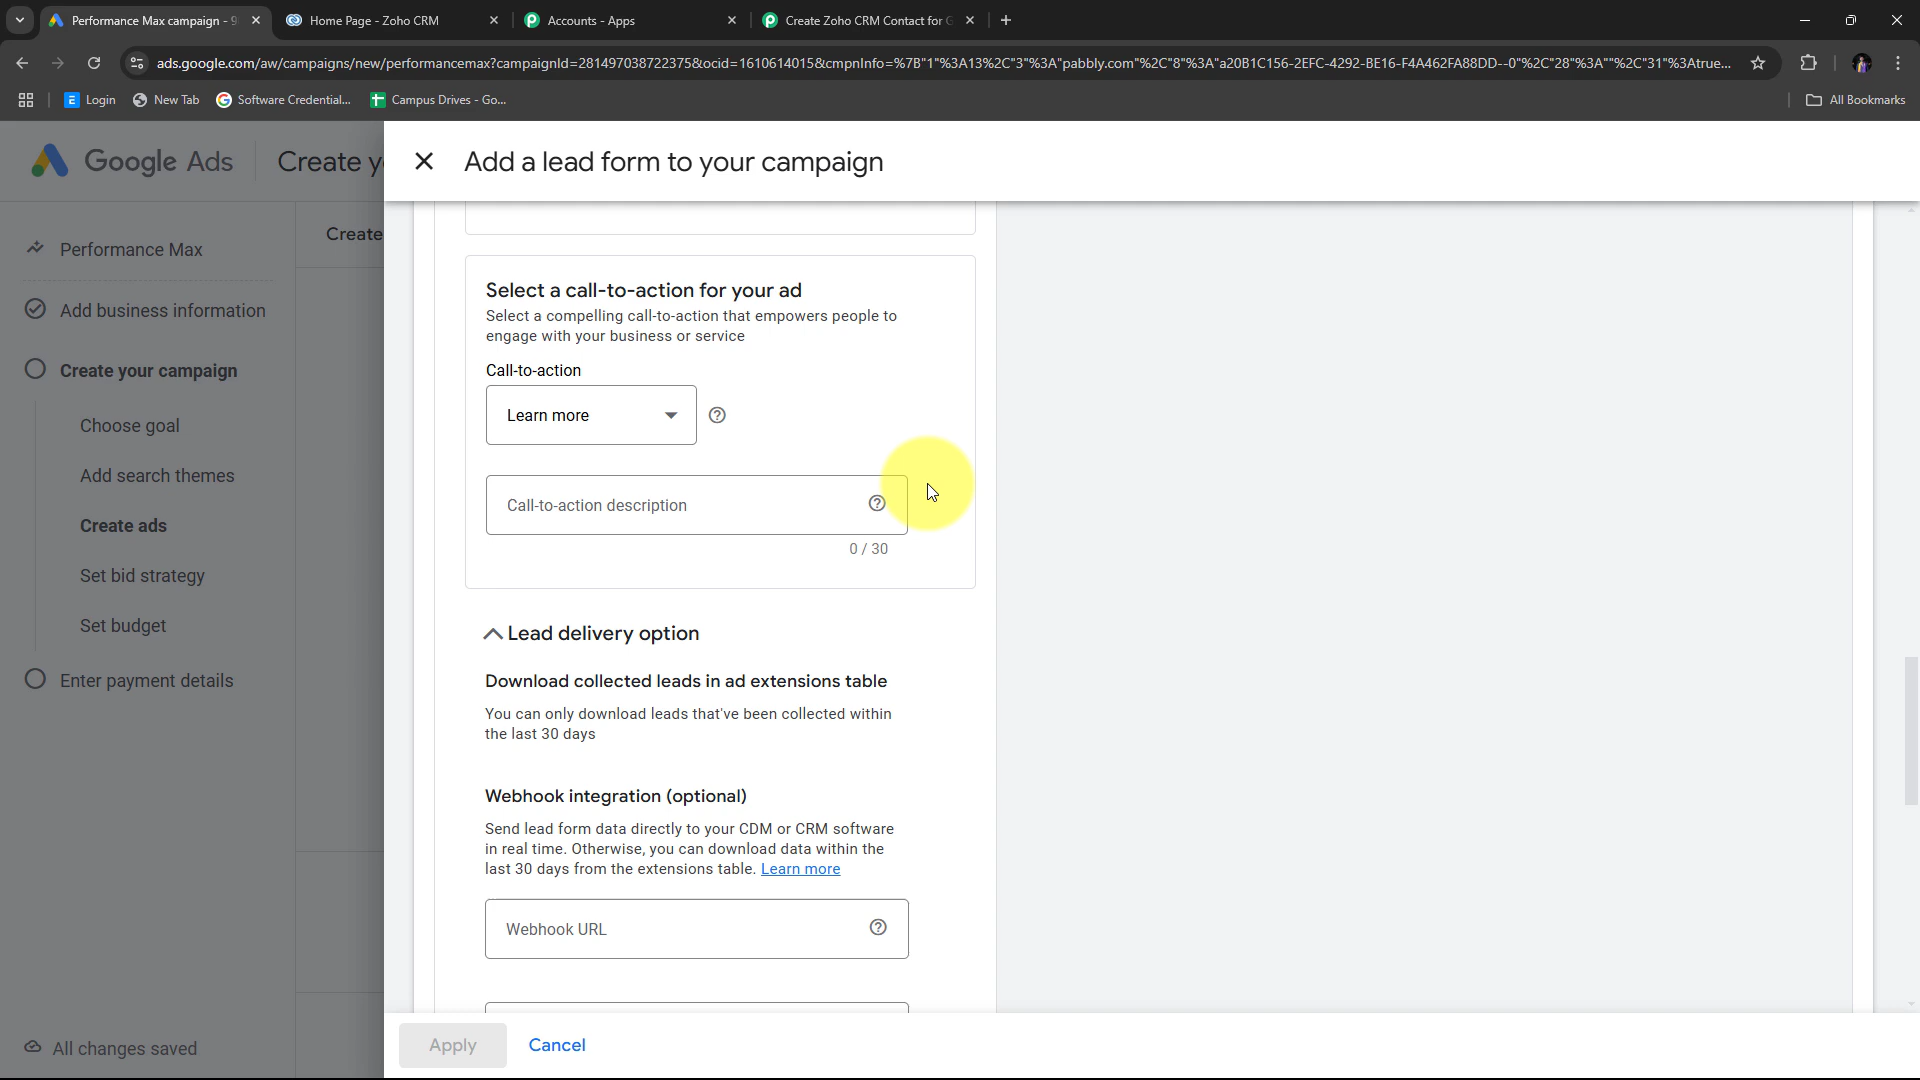 Performance Max campaign - 9
Home Page - Zoho CRM
Accounts - Apps
Create Zoho CRM Contact for G
ads.google.com/aw/campaigns/new/performancemax?campaignId=281497038722375&ocid=1610614015&cmpnInfo=%7B"1"%3A13%2C"3"%3A"pabbly.com"%2C"8"%3A"a20B1C156-2EFC-4292-BE16-F4A462FA88DD--0"%2C"28"%3A""%2C"31"%3Atrue...
Login
New Tab
Software Credential...
Campus Drives - Go...
All Bookmarks
Google Ads
Create yo
Add a lead form to your campaign
Performance Max
Add business information
Create your campaign
Choose goal
Add search themes
Create ads
Set bid strategy
Set budget
Enter payment details
All changes saved
Create
Select a call-to-action for your ad
Select a compelling call-to-action that empowers people to
engage with your business or service
Call-to-action
Learn more
Call-to-action description
0 / 30
Lead delivery option
Download collected leads in ad extensions table
You can only download leads that've been collected within
the last 30 days
Webhook integration (optional)
Send lead form data directly to your CDM or CRM software
in real time. Otherwise, you can download data within the
last 30 days from the extensions table. Learn more
Webhook URL
Apply
Cancel